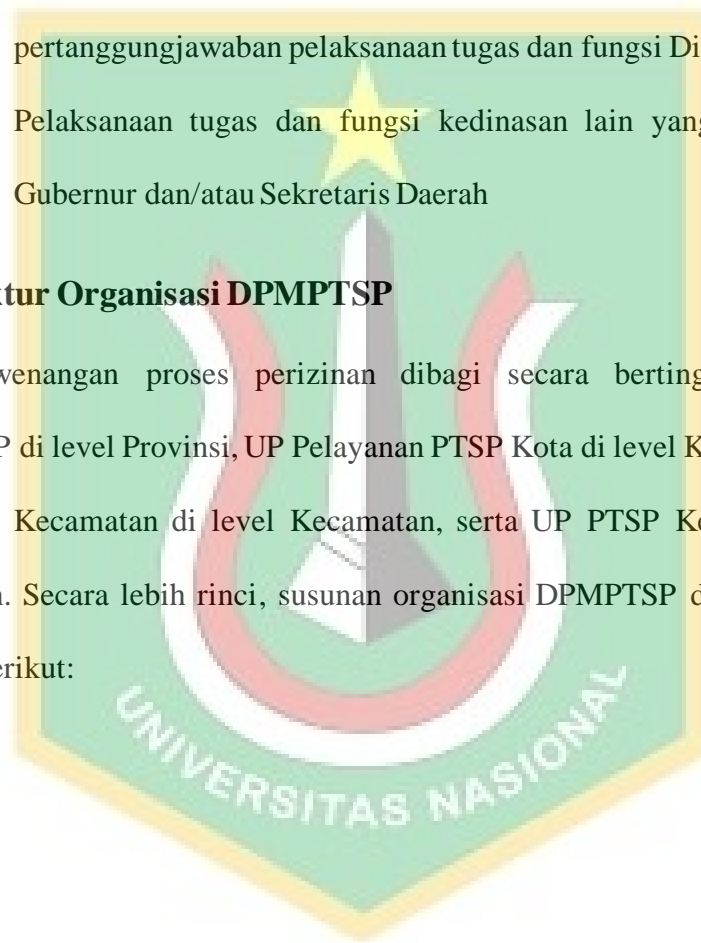 pertanggungjawaban pelaksanaan tugas dan fungsi Di
Pelaksanaan tugas dan fungsi kedinasan lain yang
Gubernur dan/atau Sekretaris Daerah
ktur Organisasi DPMPTSP
wenangan proses perizinan dibagi secara berting
P di level Provinsi, UP Pelayanan PTSP Kota di level K
Kecamatan di level Kecamatan, serta UP PTSP Ke
. Secara lebih rinci, susunan organisasi DPMPTSP d
erikut:
UNIVERSITAS NASIONAL